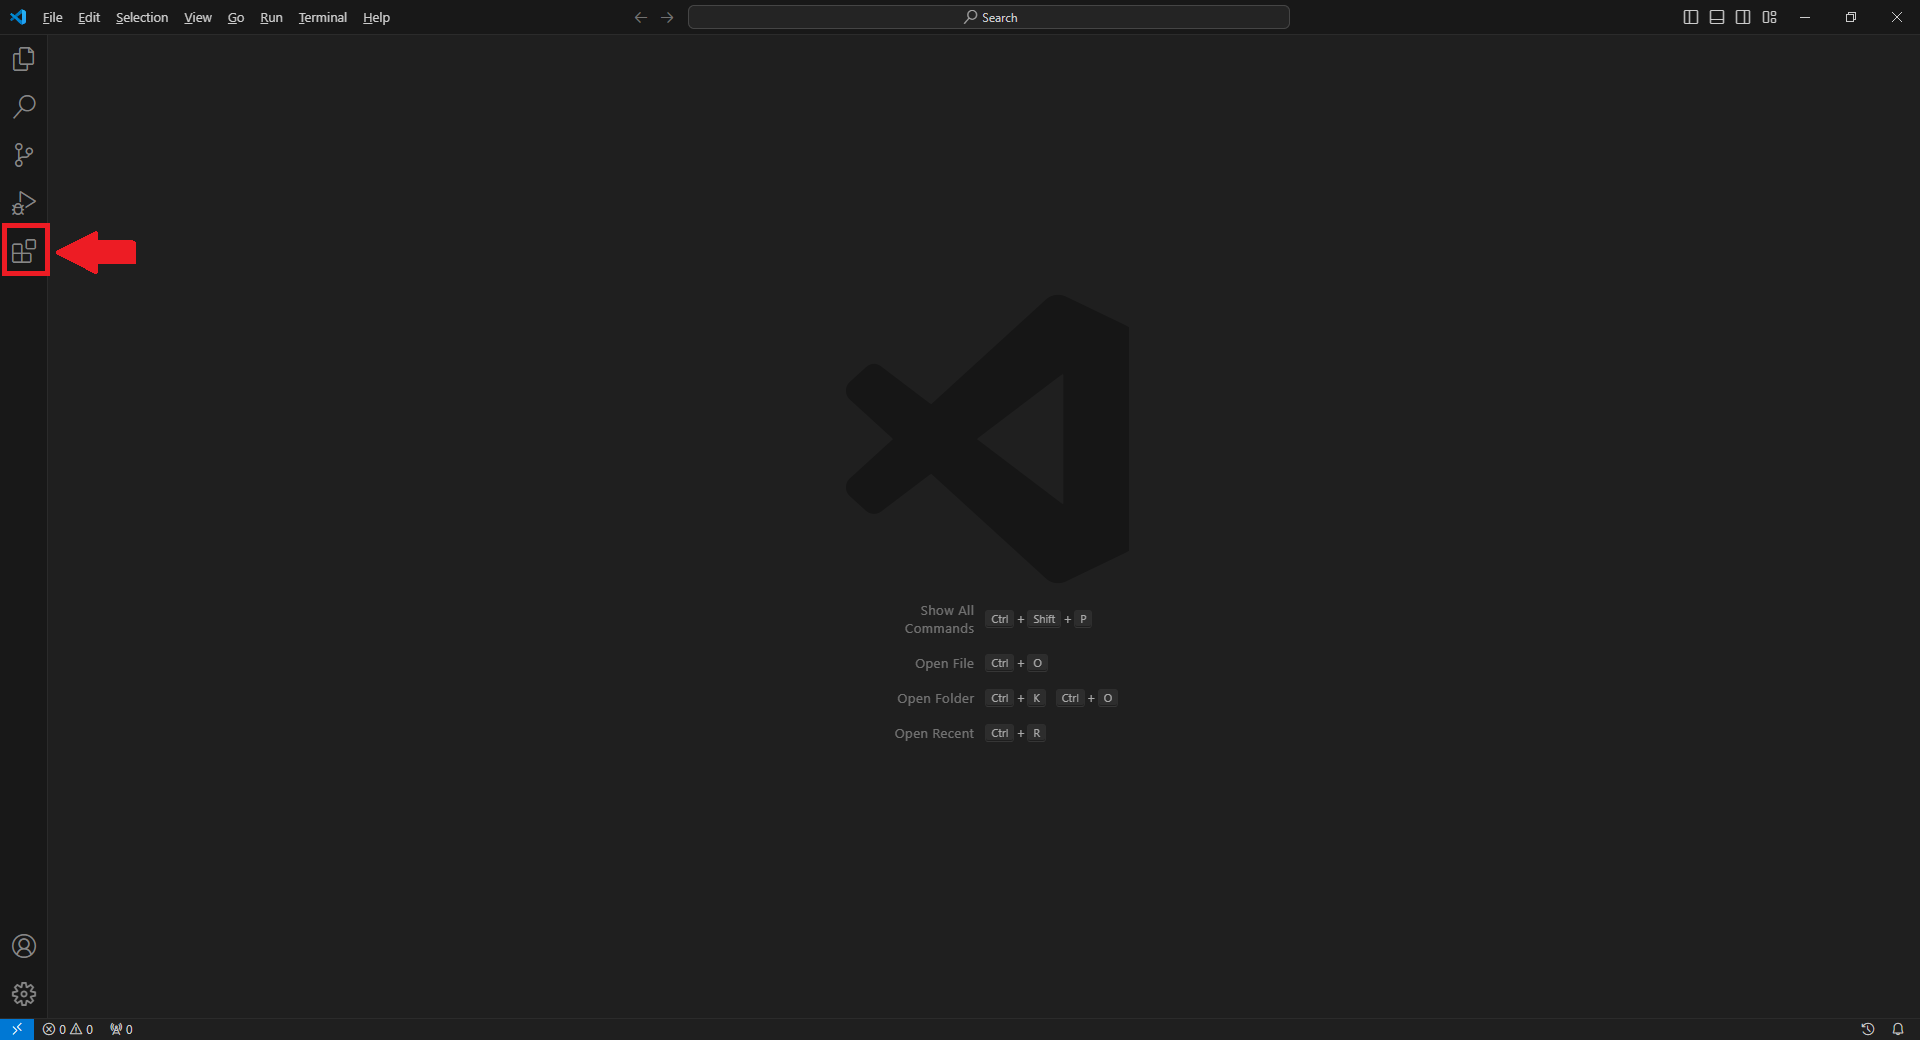 File Edit Selection View Go Run Terminal Help Search
Show All
Commands Ctrl + Shift + P
Open File Ctrl + O
Open Folder Ctrl + K Ctrl + O
Open Recent Ctrl + R
0 0 0